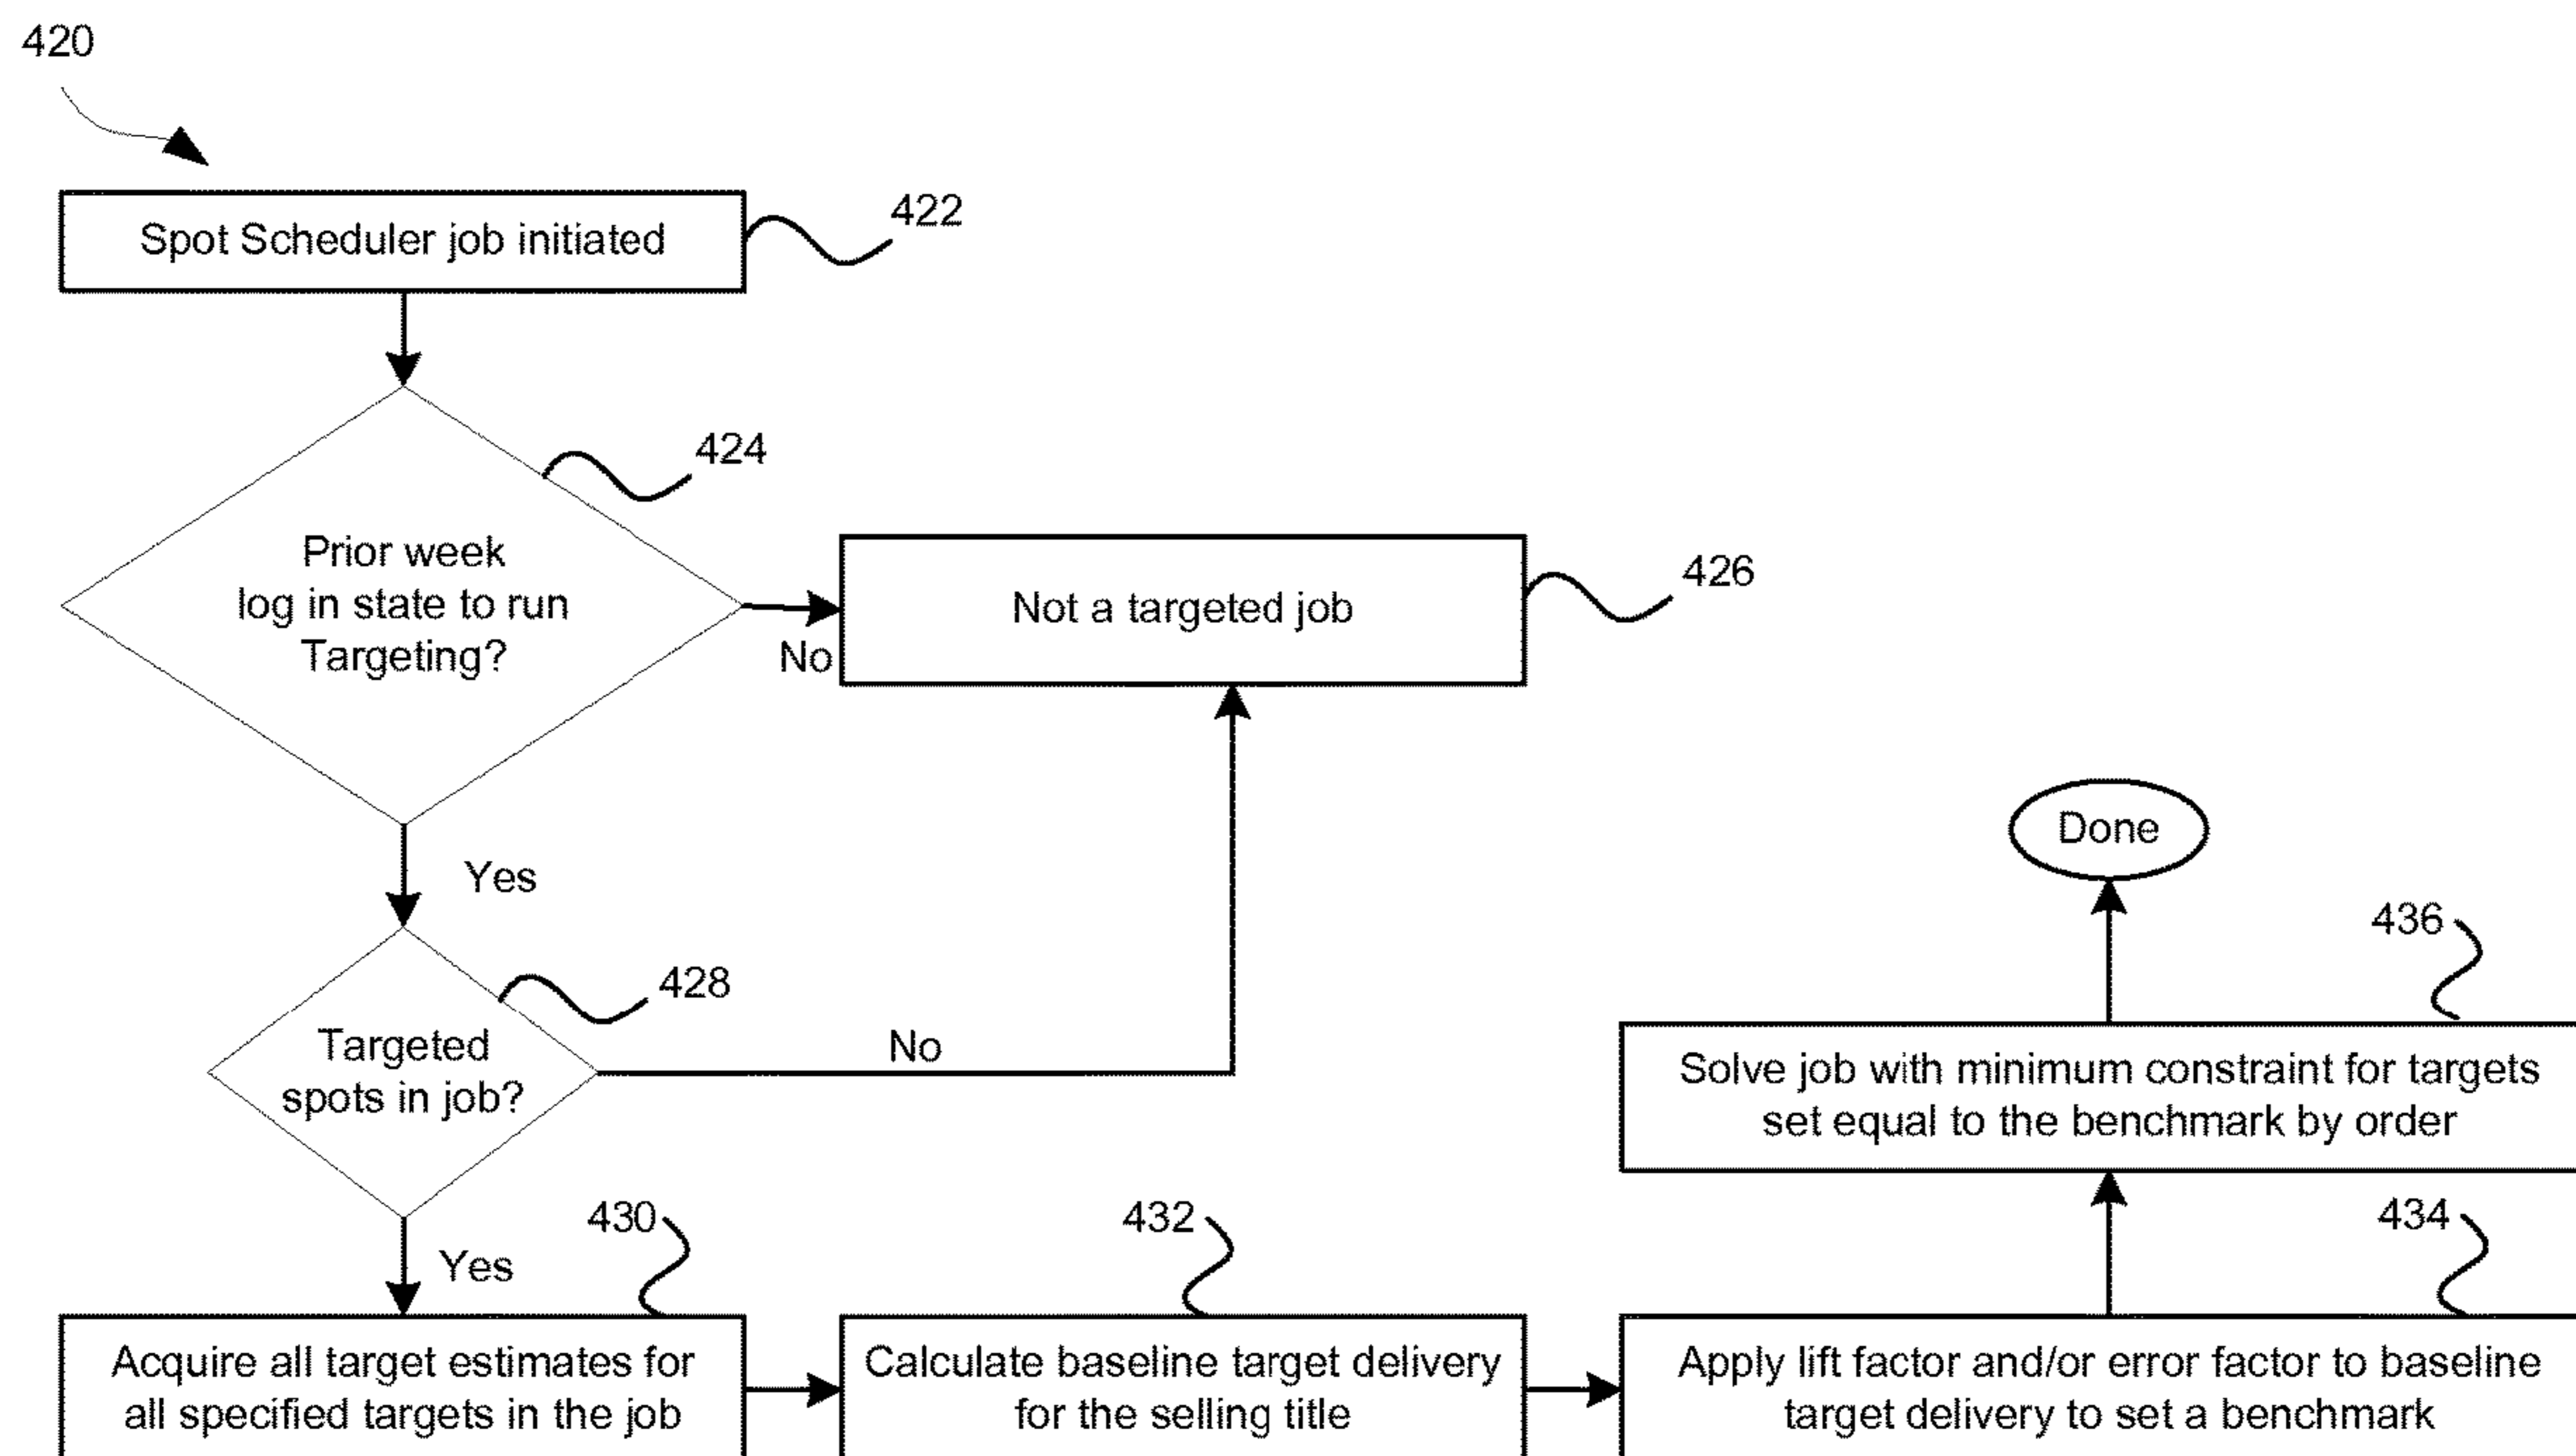 420
Spot Scheduler job initiated
422
424
Prior week
log in state to run
Targeting?
No
Not a targeted job
426
Yes
Done
428
Targeted
spots in job?
No
436
Solve job with minimum constraint for targets
set equal to the benchmark by order
Yes
430
432
434
Acquire all target estimates for
all specified targets in the job
Calculate baseline target delivery
for the selling title
Apply lift factor and/or error factor to baseline
target delivery to set a benchmark